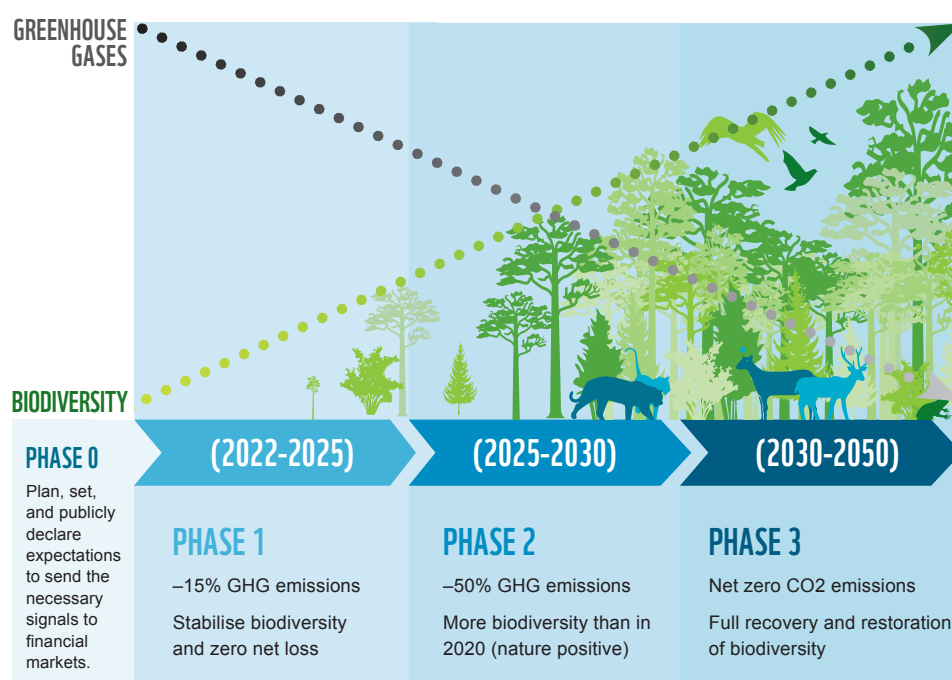 GREENHOUSE
GASES
BIODIVERSITY
PHASE 0
Plan, set,
and publicly
declare
expectations
to send the
necessary
signals to
financial
markets.
(2022-2025)
(2025-2030)
(2030-2050)
PHASE 1
–15% GHG emissions
Stabilise biodiversity
and zero net loss
PHASE 2
–50% GHG emissions
More biodiversity than in
2020 (nature positive)
PHASE 3
Net zero CO2 emissions
Full recovery and restoration
of biodiversity